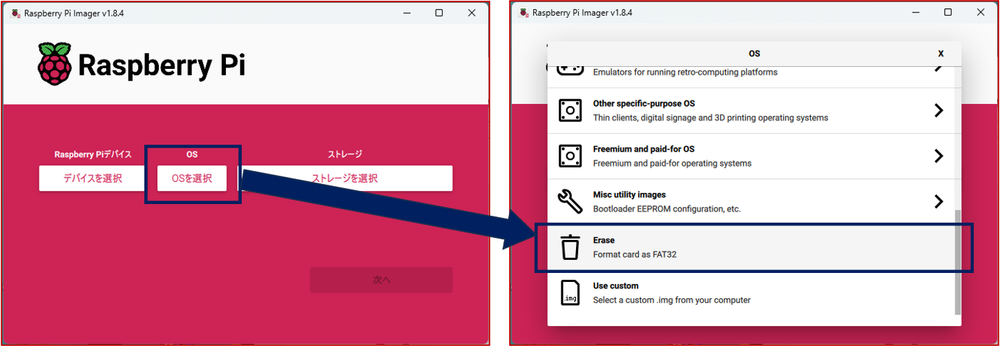 Raspberry Pi Imager v1.8.4
Raspberry Pi
Raspberry Piデバイス
OS
ストレージ
デバイスを選択
OSを選択
ストレージを選択
次へ
Raspberry Pi Imager v1.8.4
OS
X
Emulators for running retro-computing platforms
Other specific-purpose OS
Thin clients, digital signage and 3D printing operating systems
Freemium and paid-for OS
Freemium and paid-for operating systems
Misc utility images
Bootloader EEPROM configuration, etc.
Erase
Format card as FAT32
Use custom
.img
Select a custom .img from your computer